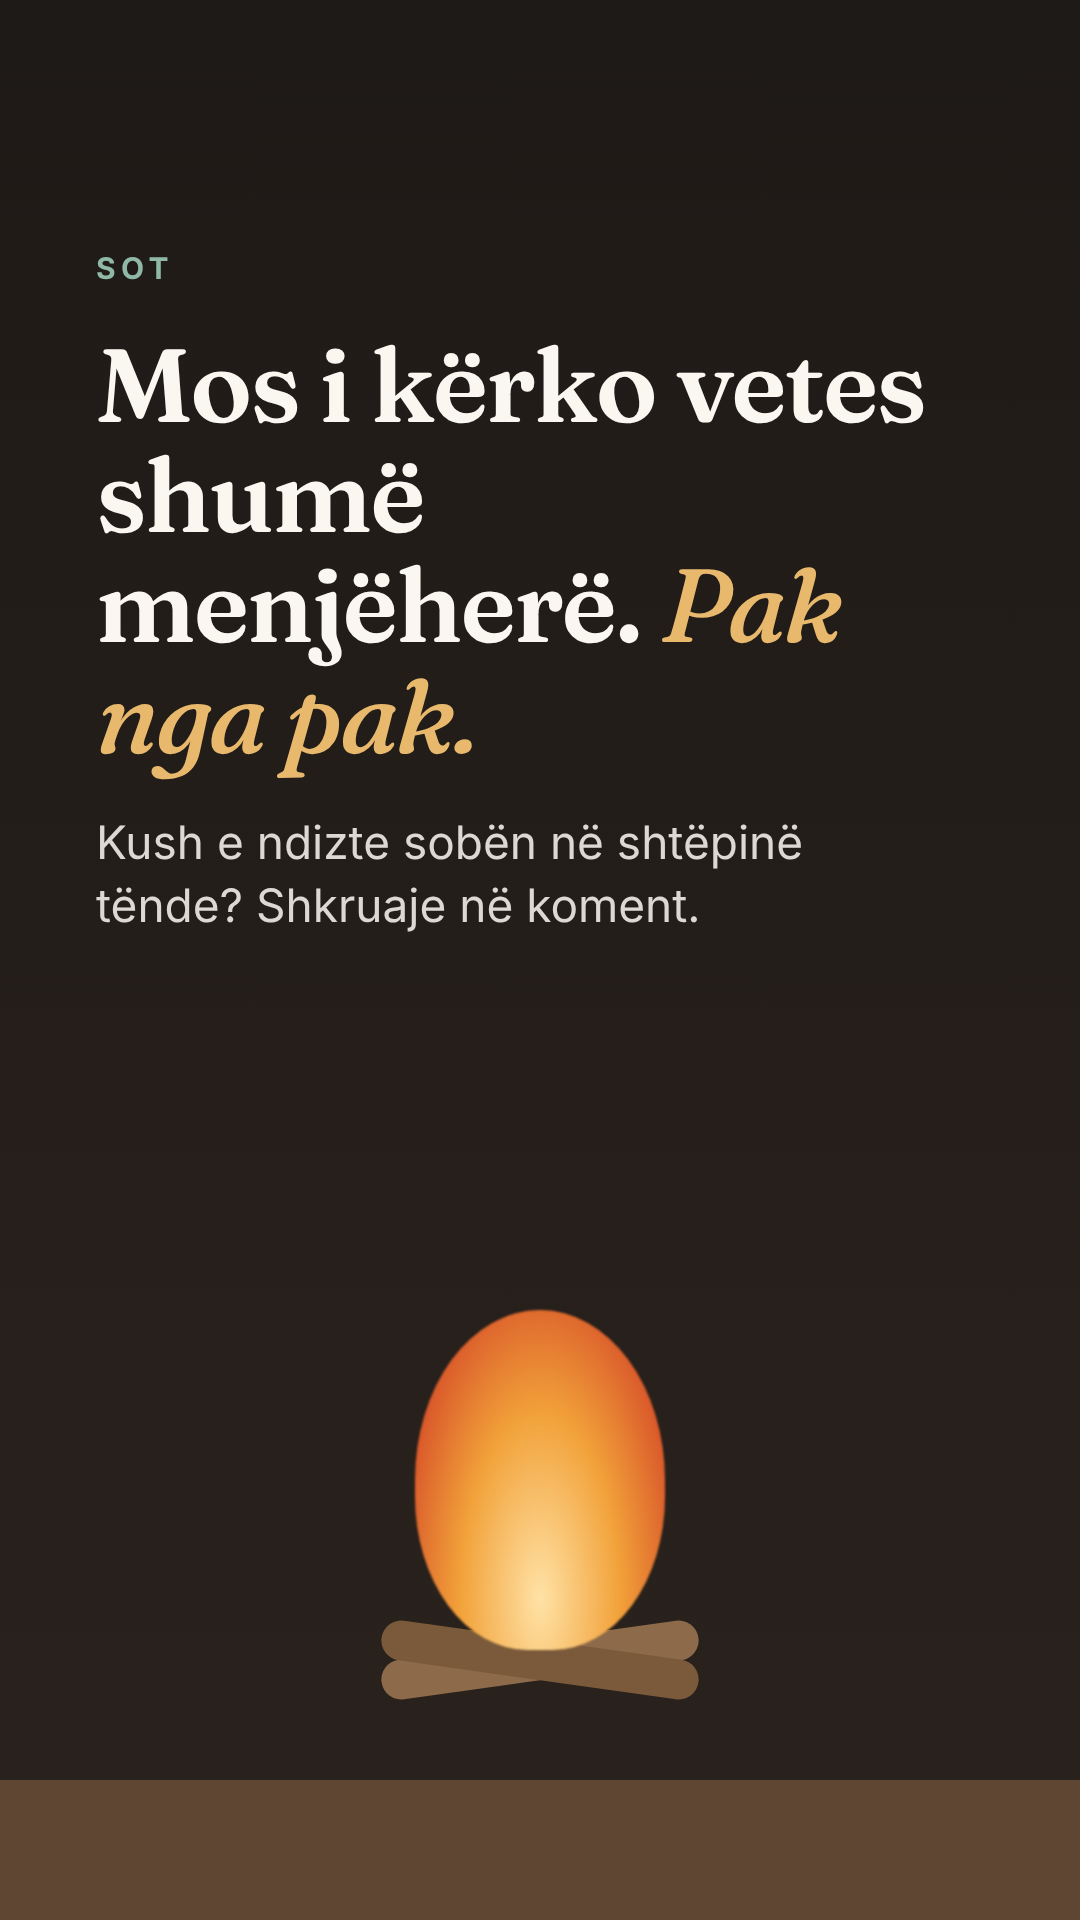 SOT
Mos i kërko vetes
shumë
menjëherë. Pak
nga pak.
Kush e ndizte sobën në shtëpinë
tënde? Shkruaje në koment.